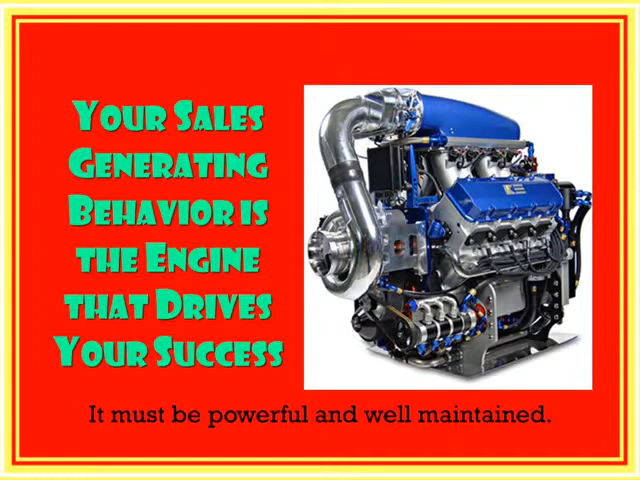 Your Sales
Generating
Behavior is
the Engine
that Drives
Your Success
It must be powerful and well maintained.